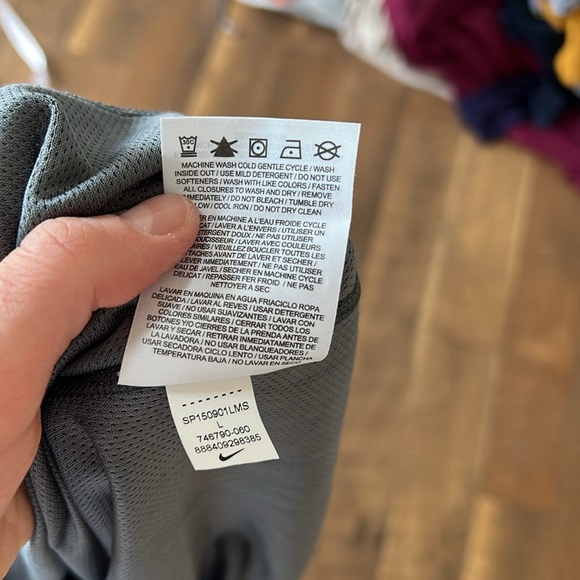 30C
MACHINE WASH COLD GENTLE CYCLE / WASH
INSIDE OUT / USE MILD DETERGENT / DO NOT USE
SOFTENERS / WASH WITH LIKE COLORS / FASTEN
ALL CLOSURES TO WASH AND DRY / REMOVE
IMMEDIATELY / DO NOT BLEACH / TUMBLE DRY
LOW / COOL IRON / DO NOT DRY CLEAN
EN MACHINE A L'EAU FROIDE CYCLE
LAVER A L'ENVERS / UTILISER UN
DOUX / NE PAS UTILISER
LAVER AVEC COULEURS
/ VEUILLEZ BOUCLER TOUTES LES
ATTACHES AVANT DE LAVER ET SECHER /
IMMEDIATEMENT / NE PAS UTILISER
EAU DE JAVEL / SECHER EN MACHINE CYCLE
DELICAT / REPASSER FER FROID / NE PAS
NETTOYER A SEC
LAVAR EN MAQUINA EN AGUA FRIA/CICLO ROPA
DELICADA / LAVAR AL REVES / USAR DETERGENTE
SUAVE / NO USAR SUAVIZANTES / LAVAR CON
COLORES SIMILARES / CERRAR TODOS LOS
BOTONES Y/O CIERRES DE LA PRENDA ANTES DE
LAVAR Y SECAR / RETIRAR INMEDIATAMENTE DE
LA LAVADORA / NO USAR BLANQUEADORES /
USAR SECADORA CICLO LENTO / USAR PLANCHA
TEMPERATURA BAJA / NO LAVAR EN SECO
SP150901LMS
L
746790-060
888409298385